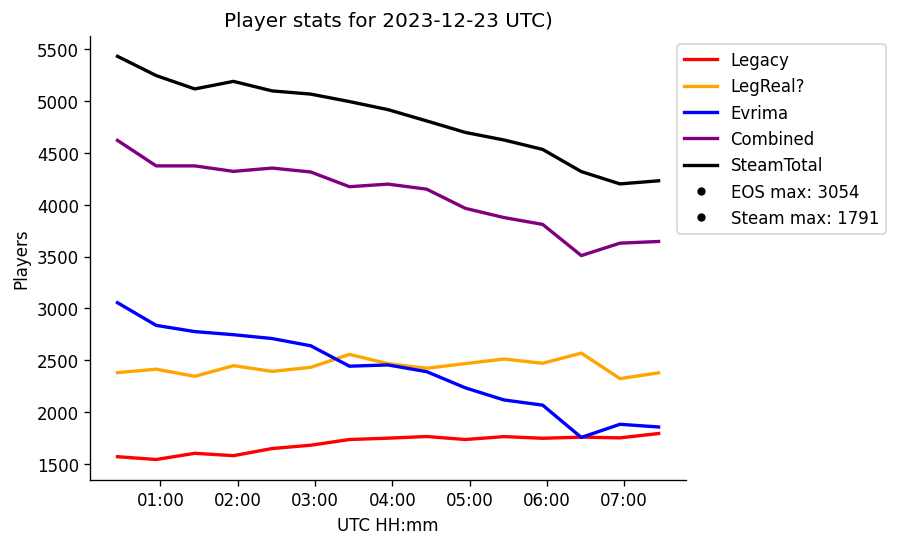 Player stats for 2023-12-23 UTC)
5500
5000
4500
4000
3500
3000
2500
2000
1500
Players
01:00 02:00 03:00 04:00 05:00 06:00 07:00
UTC HH:mm
Legacy
LegReal?
Evrima
Combined
SteamTotal
EOS max: 3054
Steam max: 1791